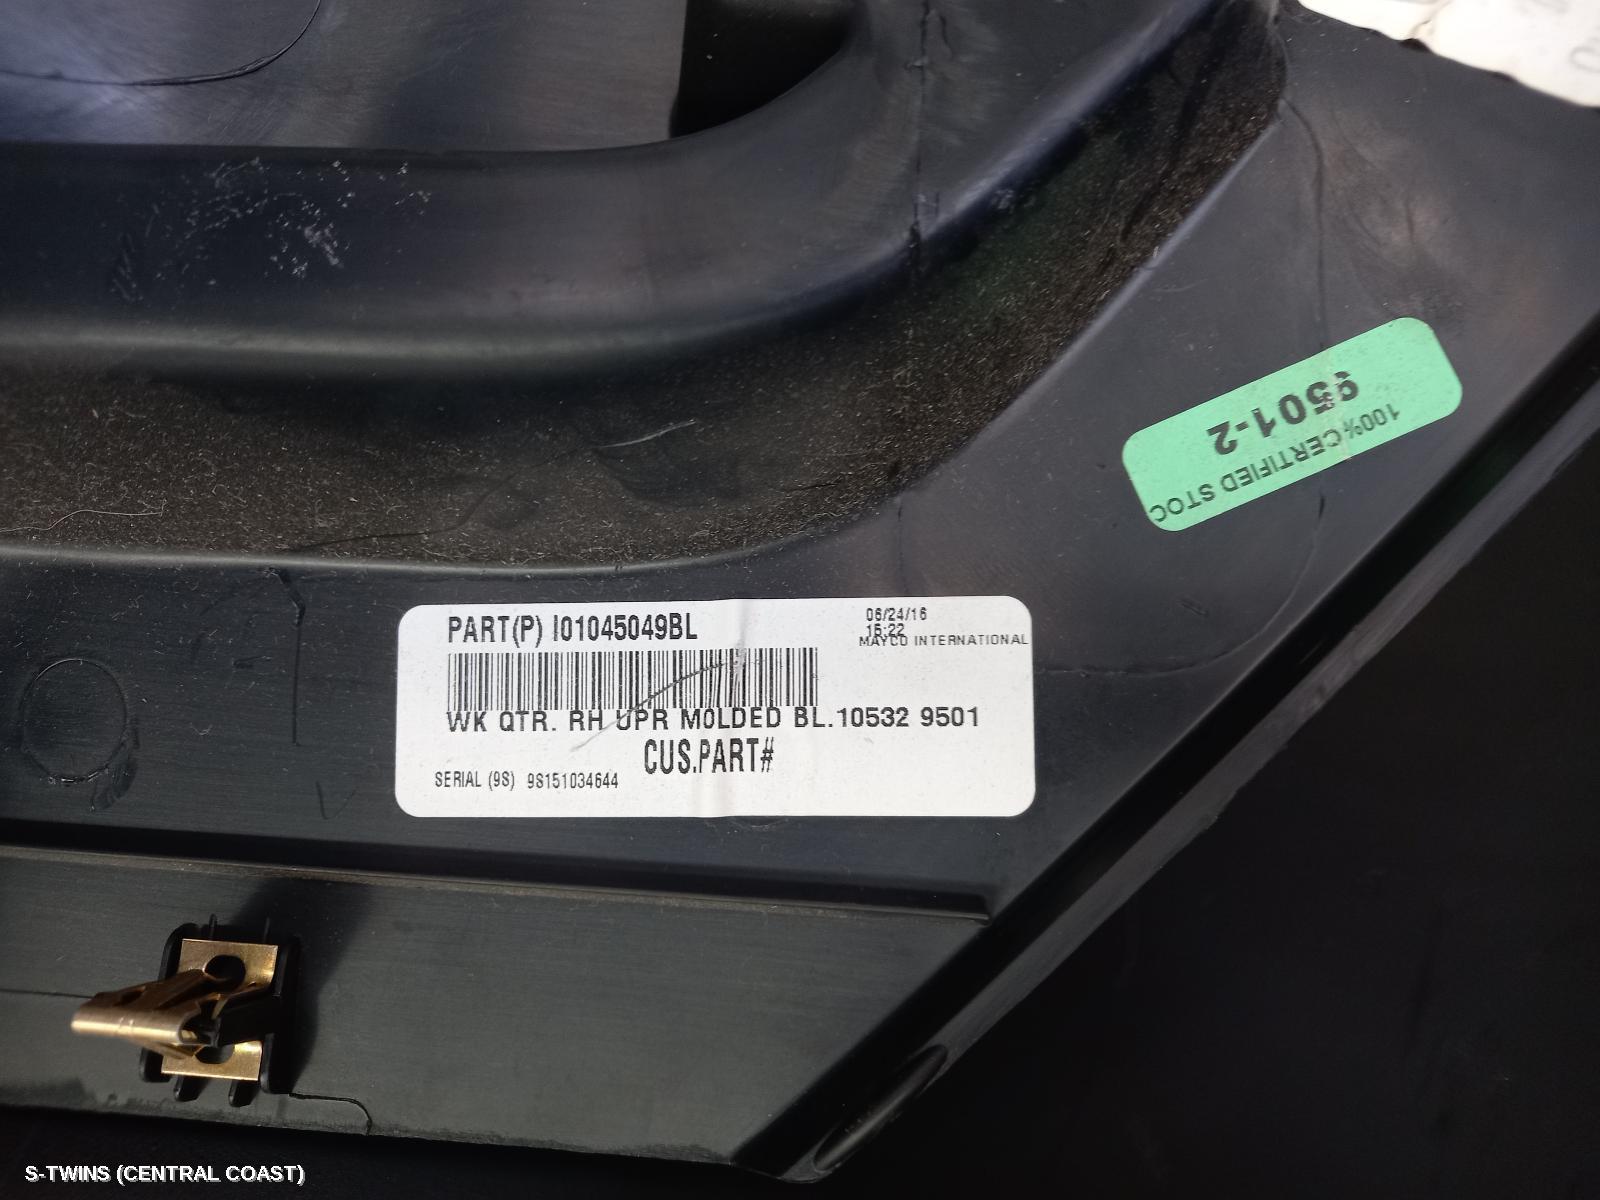 PART(P) I01045049BL
06/24/16
15:22
MAYCO INTERNATIONAL
WK QTR. RH UPR MOLDED BL.10532 9501
CUS.PART#
SERIAL (9S) 9S151034644
100% CERTIFIED STOC
9501-2
S-TWINS (CENTRAL COAST)